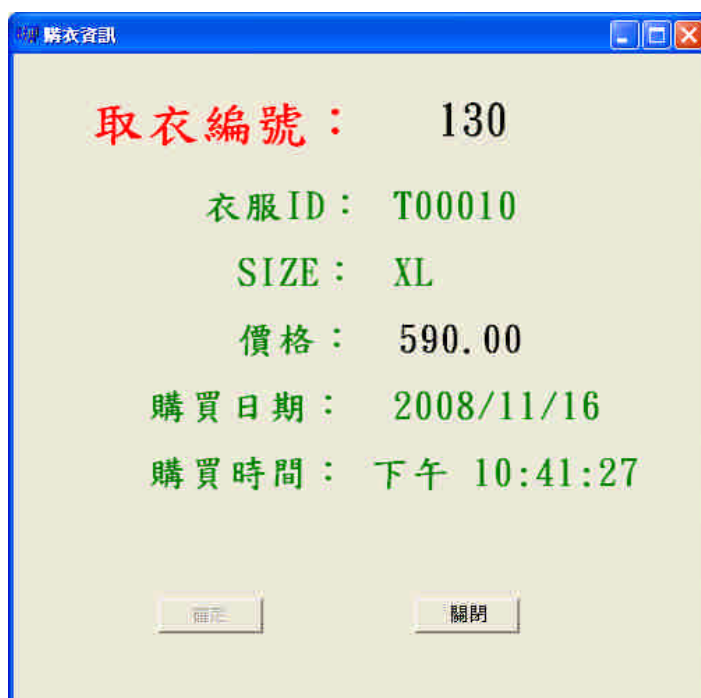 購衣資訊
取衣編號： 130
衣服ID： T00010
SIZE： XL
價格： 590.00
購買日期： 2008/11/16
購買時間： 下午 10:41:27
確定 關閉